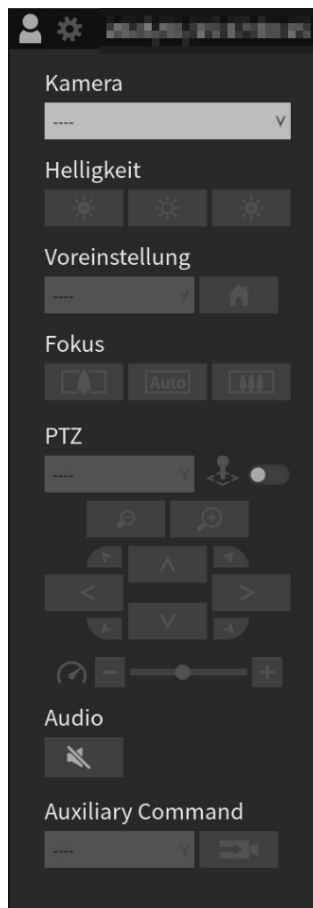 Kamera
----
Helligkeit
Voreinstellung
----
Fokus
Auto
PTZ
----
Audio
Auxiliary Command
----